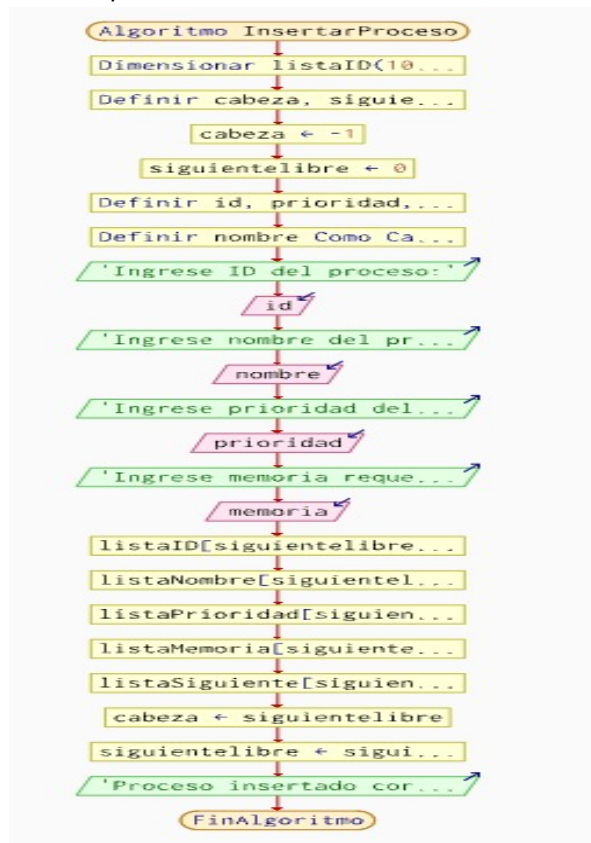 Algoritmo InsertarProceso
Dimensionar listaID(10...
Definir cabeza, siguie...
cabeza ← -1
siguientelibre ← 0
Definir id, prioridad,...
Definir nombre Como Ca...
'Ingrese ID del proceso:'
id
'Ingrese nombre del pr...
nombre
'Ingrese prioridad del...
prioridad
'Ingrese memoria reque...
memoria
listaID[siguientelibre...
listaNombre[siguientel...
listaPrioridad[siguien...
listaMemoria[siguiente...
listaSiguiente[siguien...
cabeza ← siguientelibre
siguientelibre ← sigui...
'Proceso insertado cor...
FinAlgoritmo